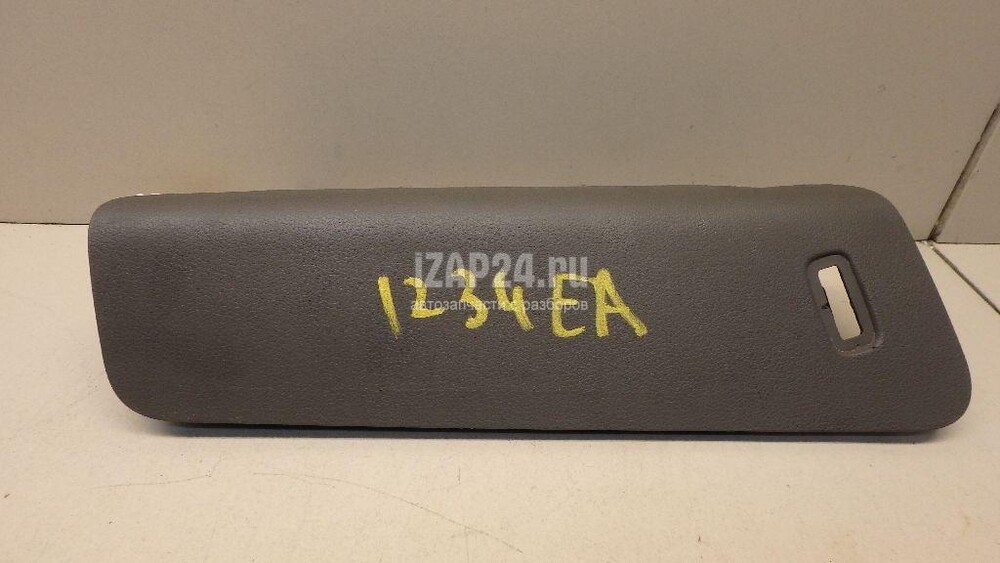 iZAP24.ru
1234EA
автозапчасти с разборов